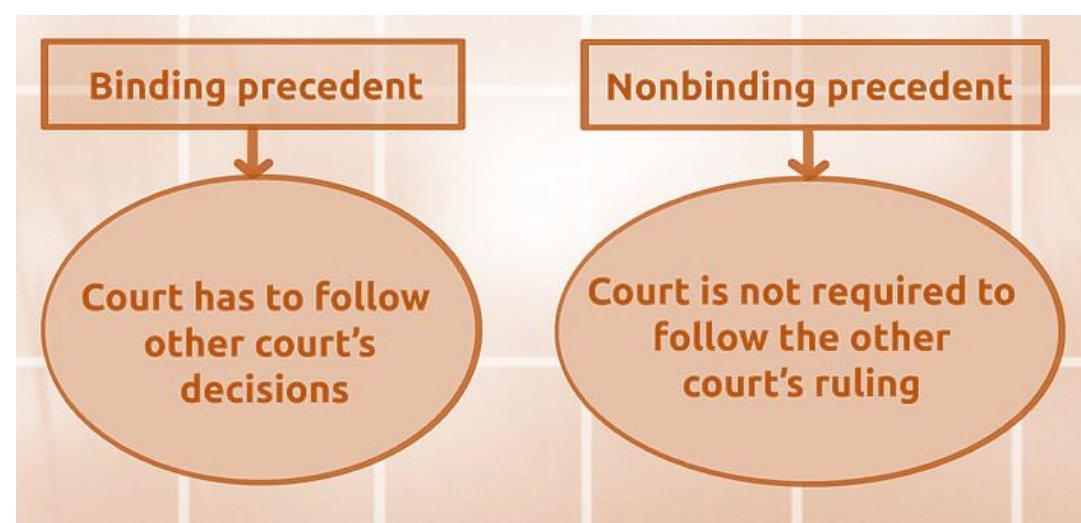 Binding precedent
Court has to follow
other court's
decisions
Nonbinding precedent
Court is not required to
follow the other
court's ruling